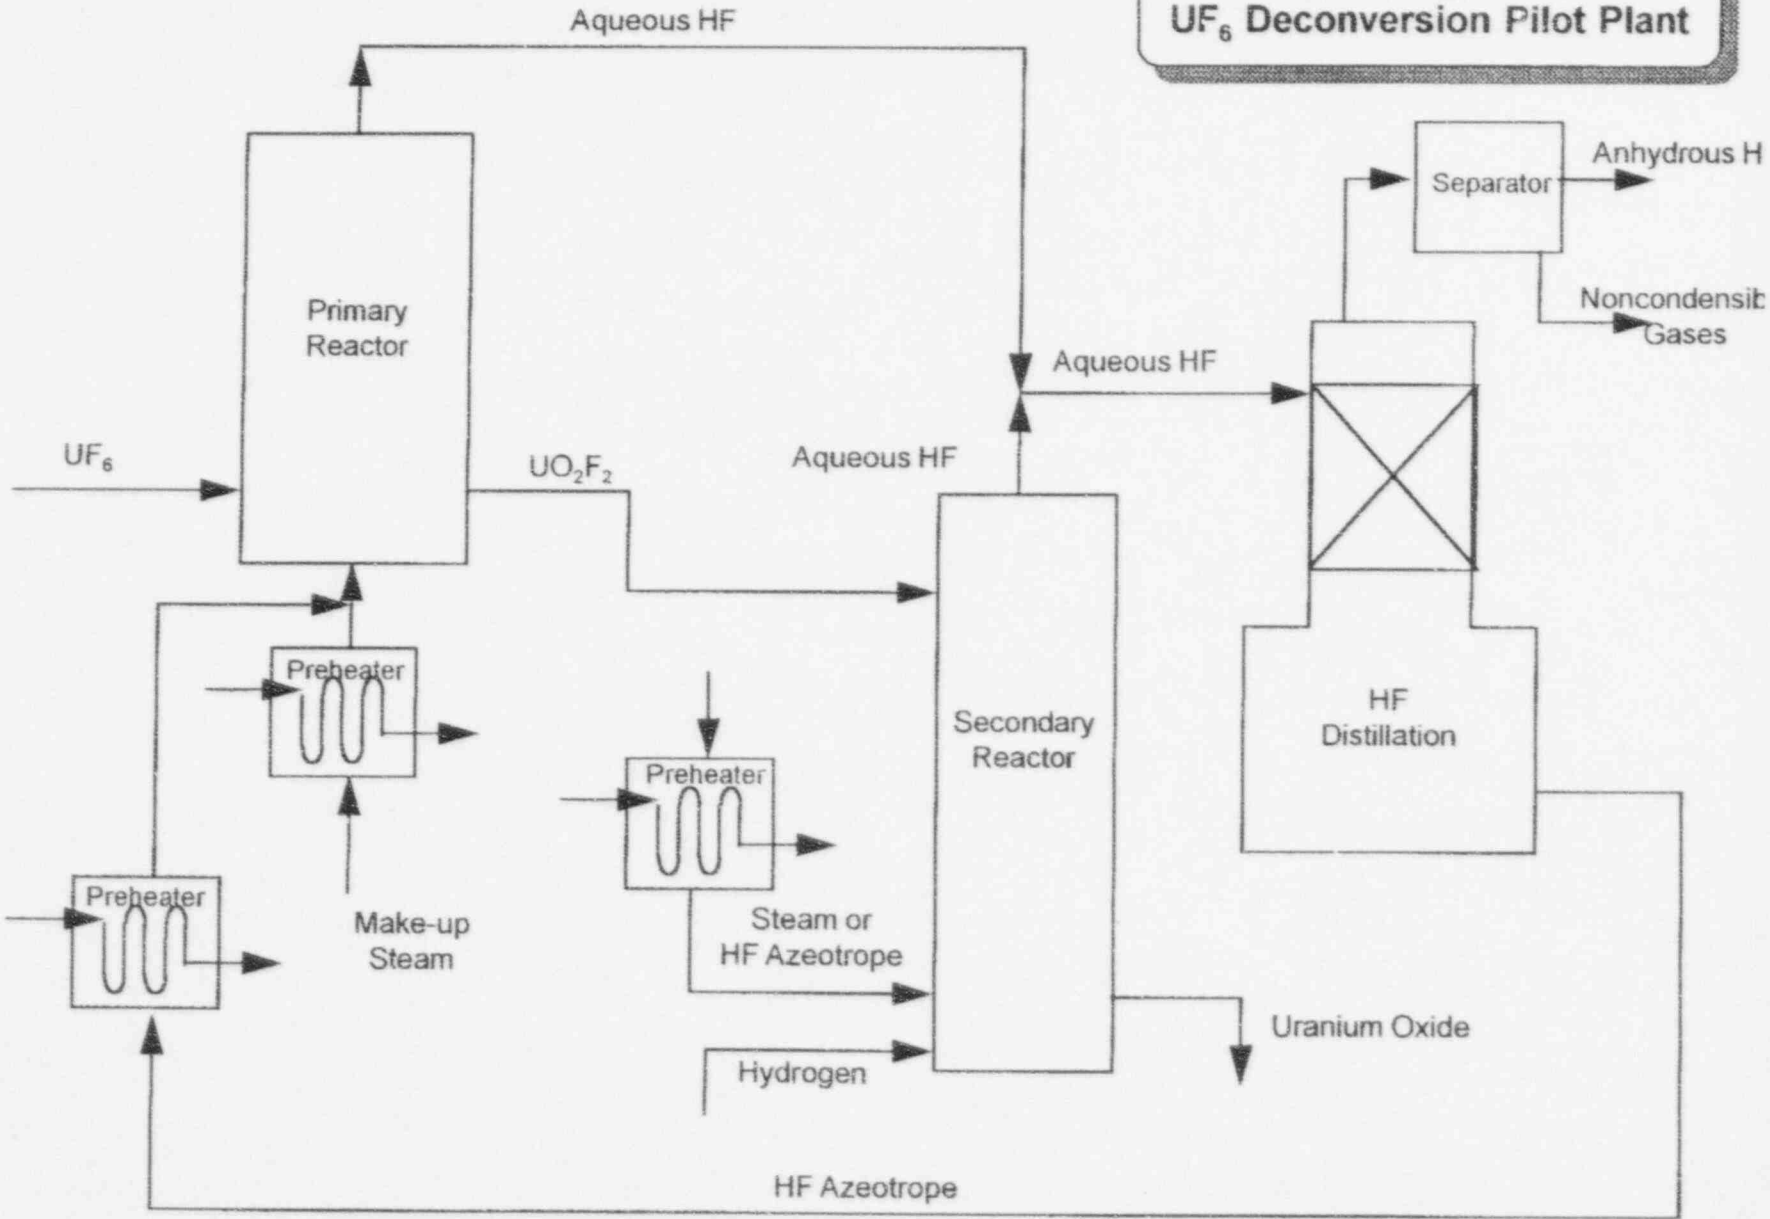 Aqueous HF
UF₆ Deconversion Pilot Plant
Anhydrous H
Separator
Noncondensib
Gases
Primary
Reactor
Aqueous HF
UF₆
UO₂F₂
Aqueous HF
Preheater
HF
Distillation
Secondary
Reactor
Preheater
Preheater
Make-up
Steam
Steam or
HF Azeotrope
Uranium Oxide
Hydrogen
HF Azeotrope